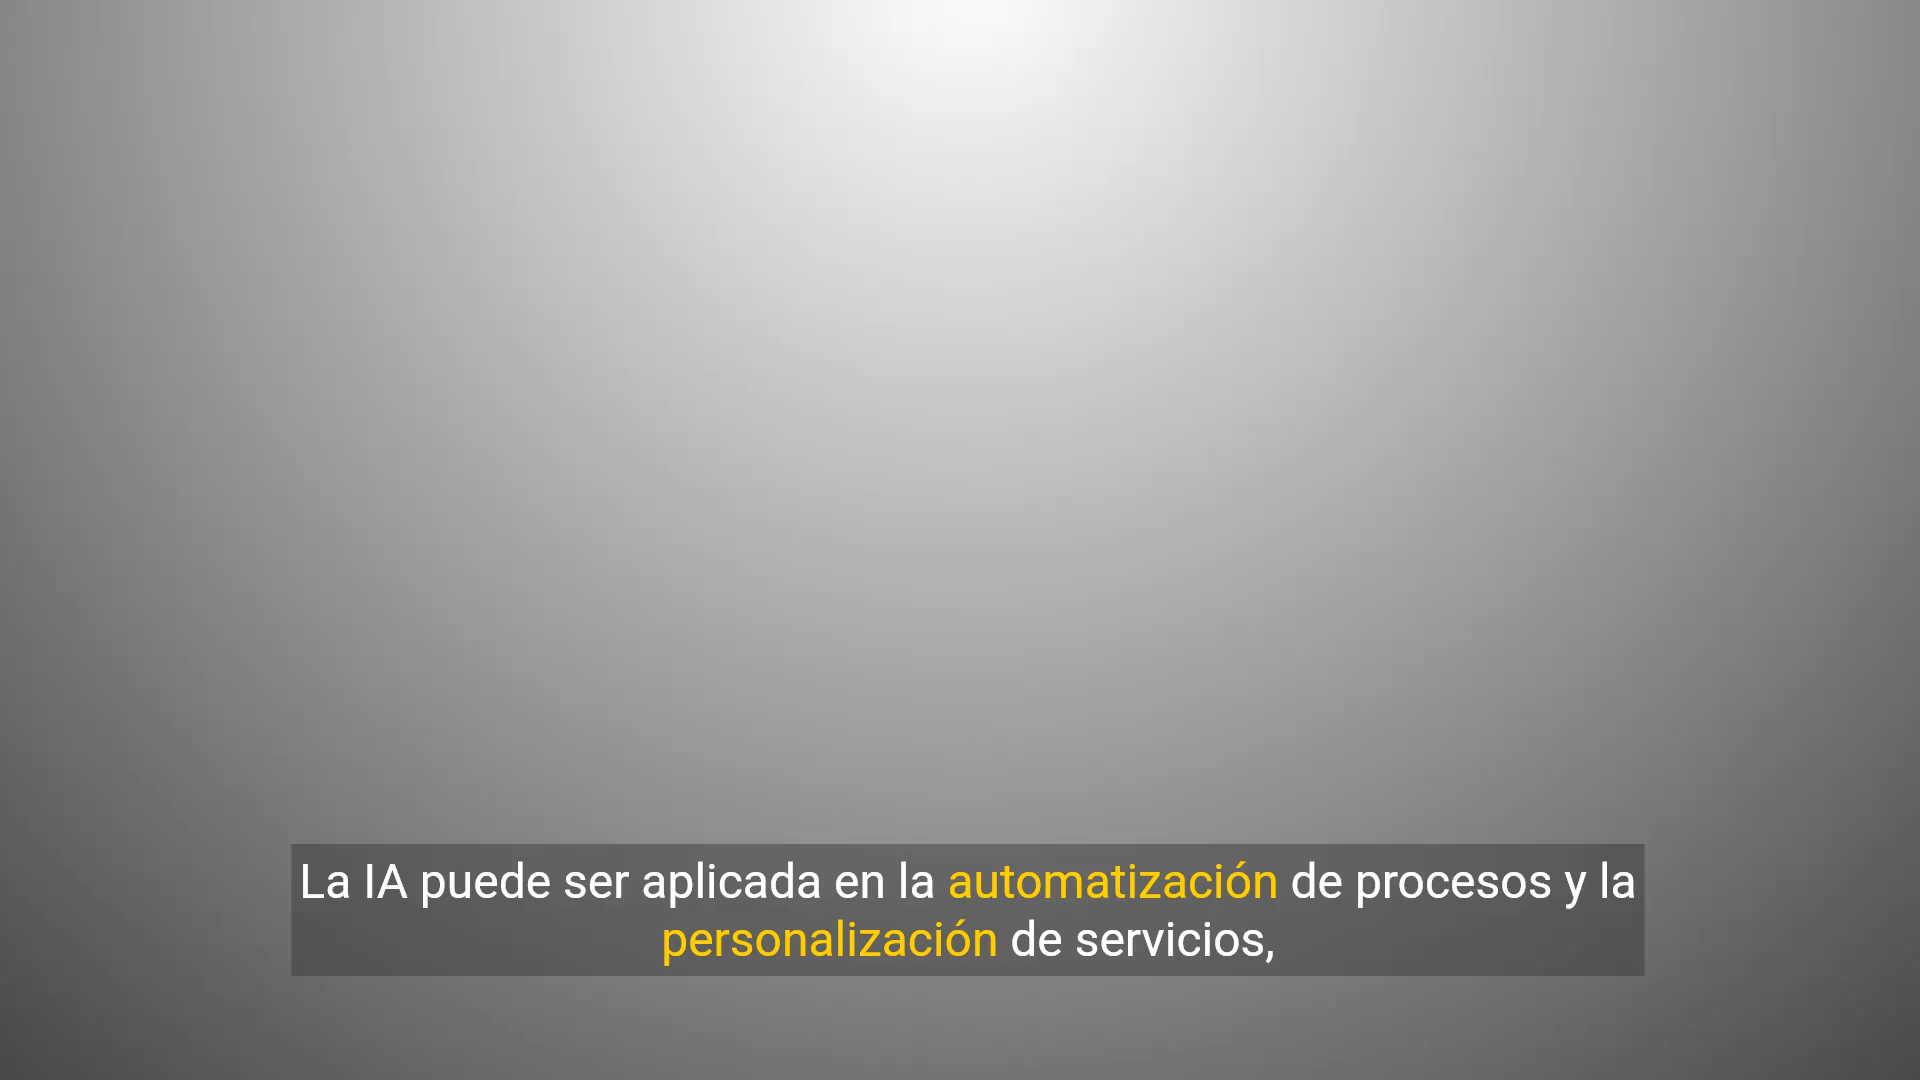 La IA puede ser aplicada en la automatización de procesos y la
personalización de servicios,